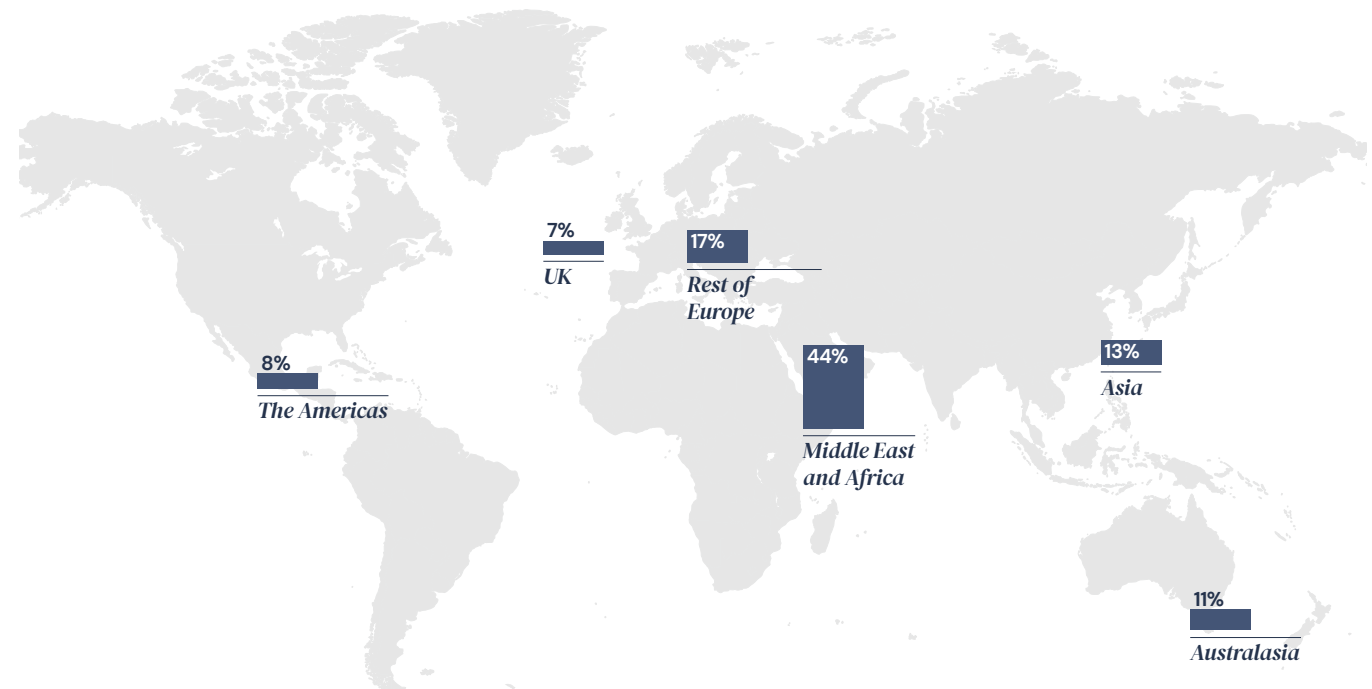 7%
UK
17%
Rest of
Europe
8%
The Americas
44%
Middle East
and Africa
13%
Asia
11%
Australasia